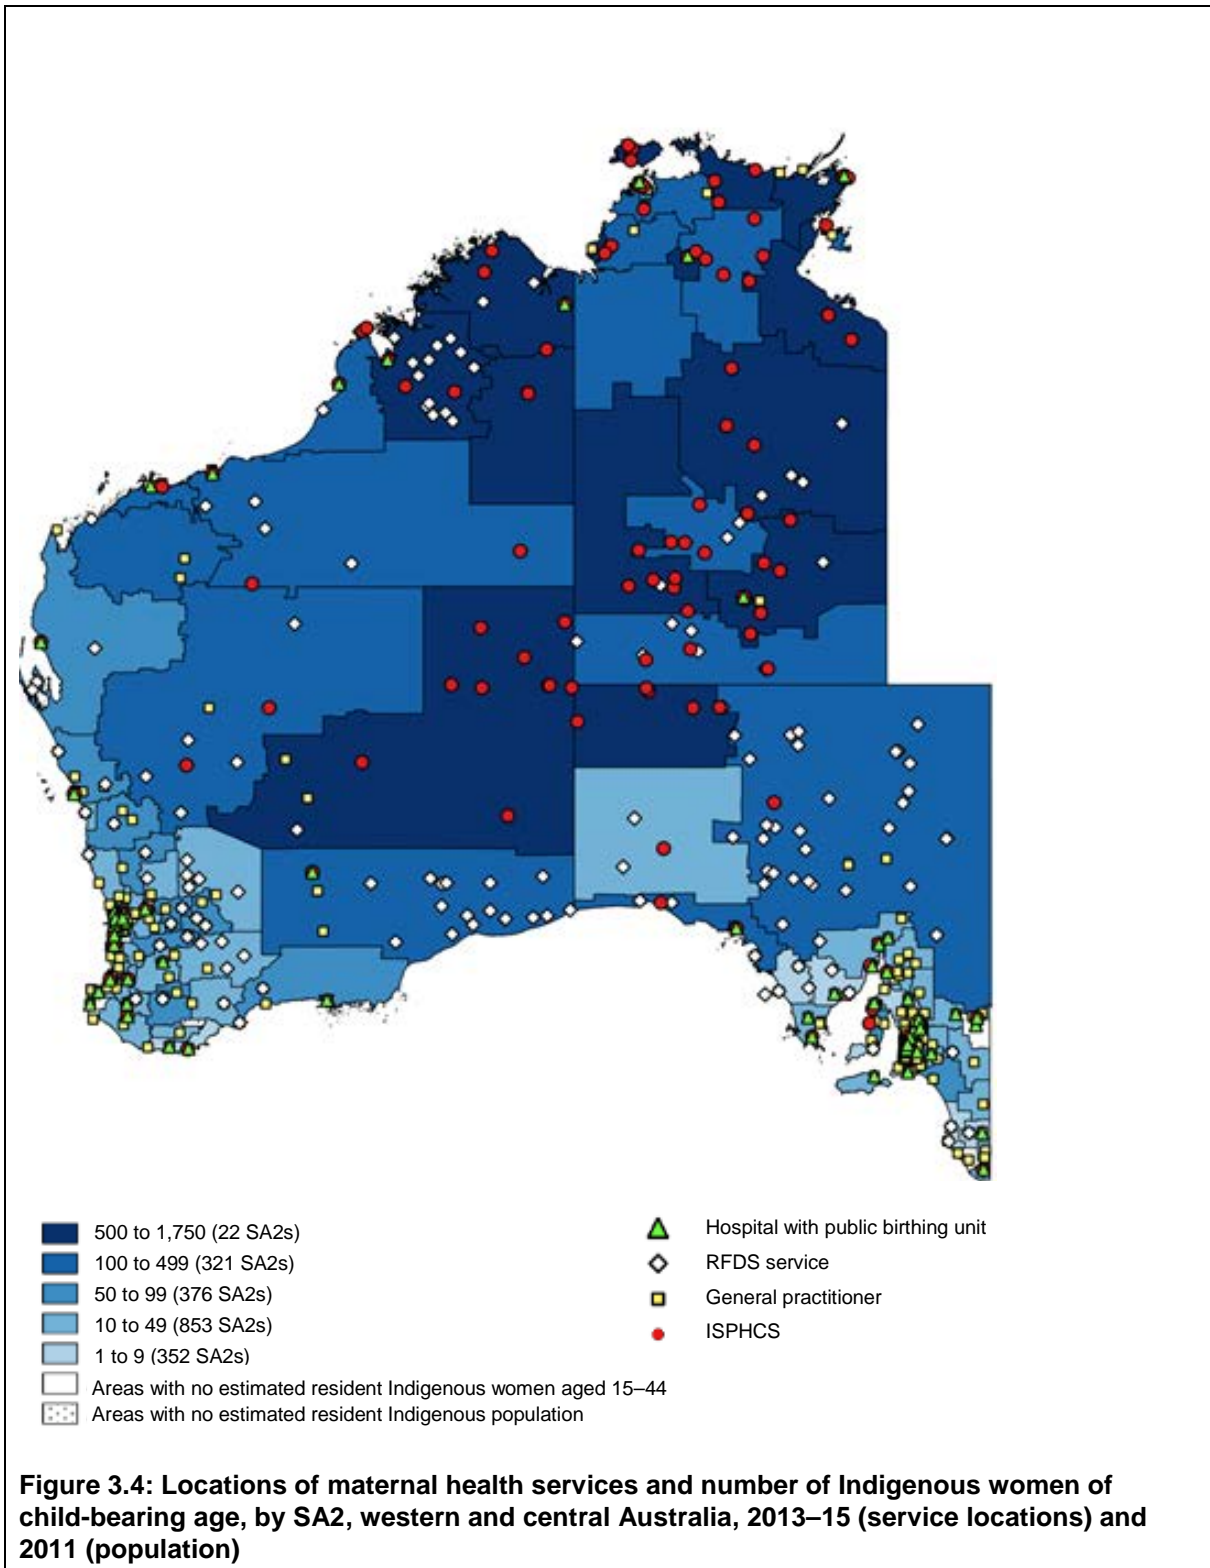 500 to 1,750 (22 SA2s)
100 to 499 (321 SA2s)
50 to 99 (376 SA2s)
10 to 49 (853 SA2s)
1 to 9 (352 SA2s)
Areas with no estimated resident Indigenous women aged 15–44
Areas with no estimated resident Indigenous population
Hospital with public birthing unit
RFDS service
General practitioner
ISPHCS
Figure 3.4: Locations of maternal health services and number of Indigenous women of
child-bearing age, by SA2, western and central Australia, 2013–15 (service locations) and
2011 (population)